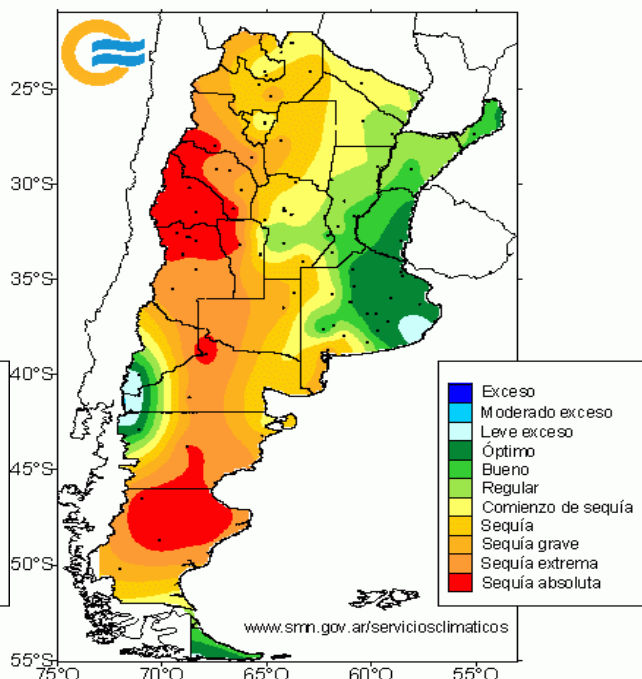 25°S
30°S
35°S
40°S
45°S
50°S
55°S
75°O
70°O
65°O
60°O
55°O
Exceso
Moderado exceso
Leve exceso
Óptimo
Bueno
Regular
Comienzo de sequía
Sequía
Sequía grave
Sequía extrema
Sequía absoluta
www.smn.gov.ar/serviciosclimaticos